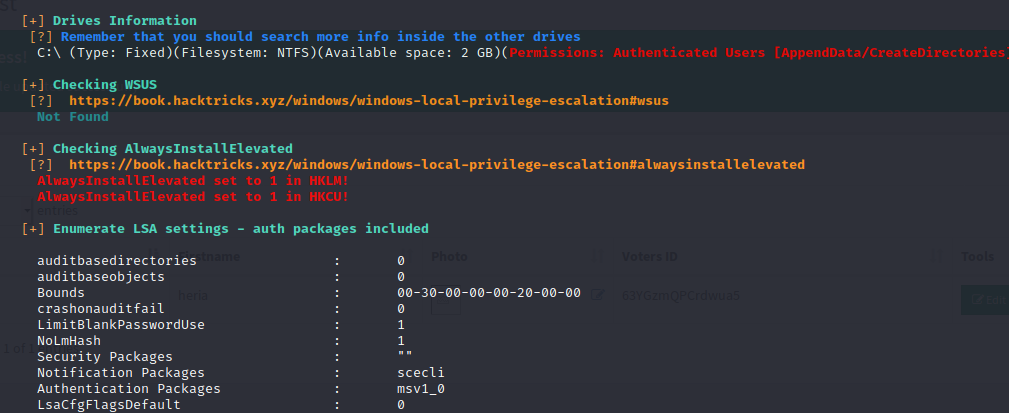 [+] Drives Information
[?] Remember that you should search more info inside the other drives
C:\ (Type: Fixed)(Filesystem: NTFS)(Available space: 2 GB)(Permissions: Authenticated Users [AppendData/CreateDirectories]
[+] Checking WSUS
[?] https://book.hacktricks.xyz/windows/windows-local-privilege-escalation#wsus
Not Found
[+] Checking AlwaysInstallElevated
[?] https://book.hacktricks.xyz/windows/windows-local-privilege-escalation#alwaysinstallelevated
AlwaysInstallElevated set to 1 in HKLM!
AlwaysInstallElevated set to 1 in HKCU!
entries
[+] Enumerate LSA settings - auth packages included
auditbasedirectories : 0
Photo Voters ID Tools
auditbaseobjects : 0
Bounds : 00-30-00-00-00-20-00-00
crashonauditfail : 0
LimitBlankPasswordUse : 1
NoLmHash : 1
Security Packages : ""
Notification Packages : scecli
Authentication Packages : msv1_0
LsaCfgFlagsDefault : 0